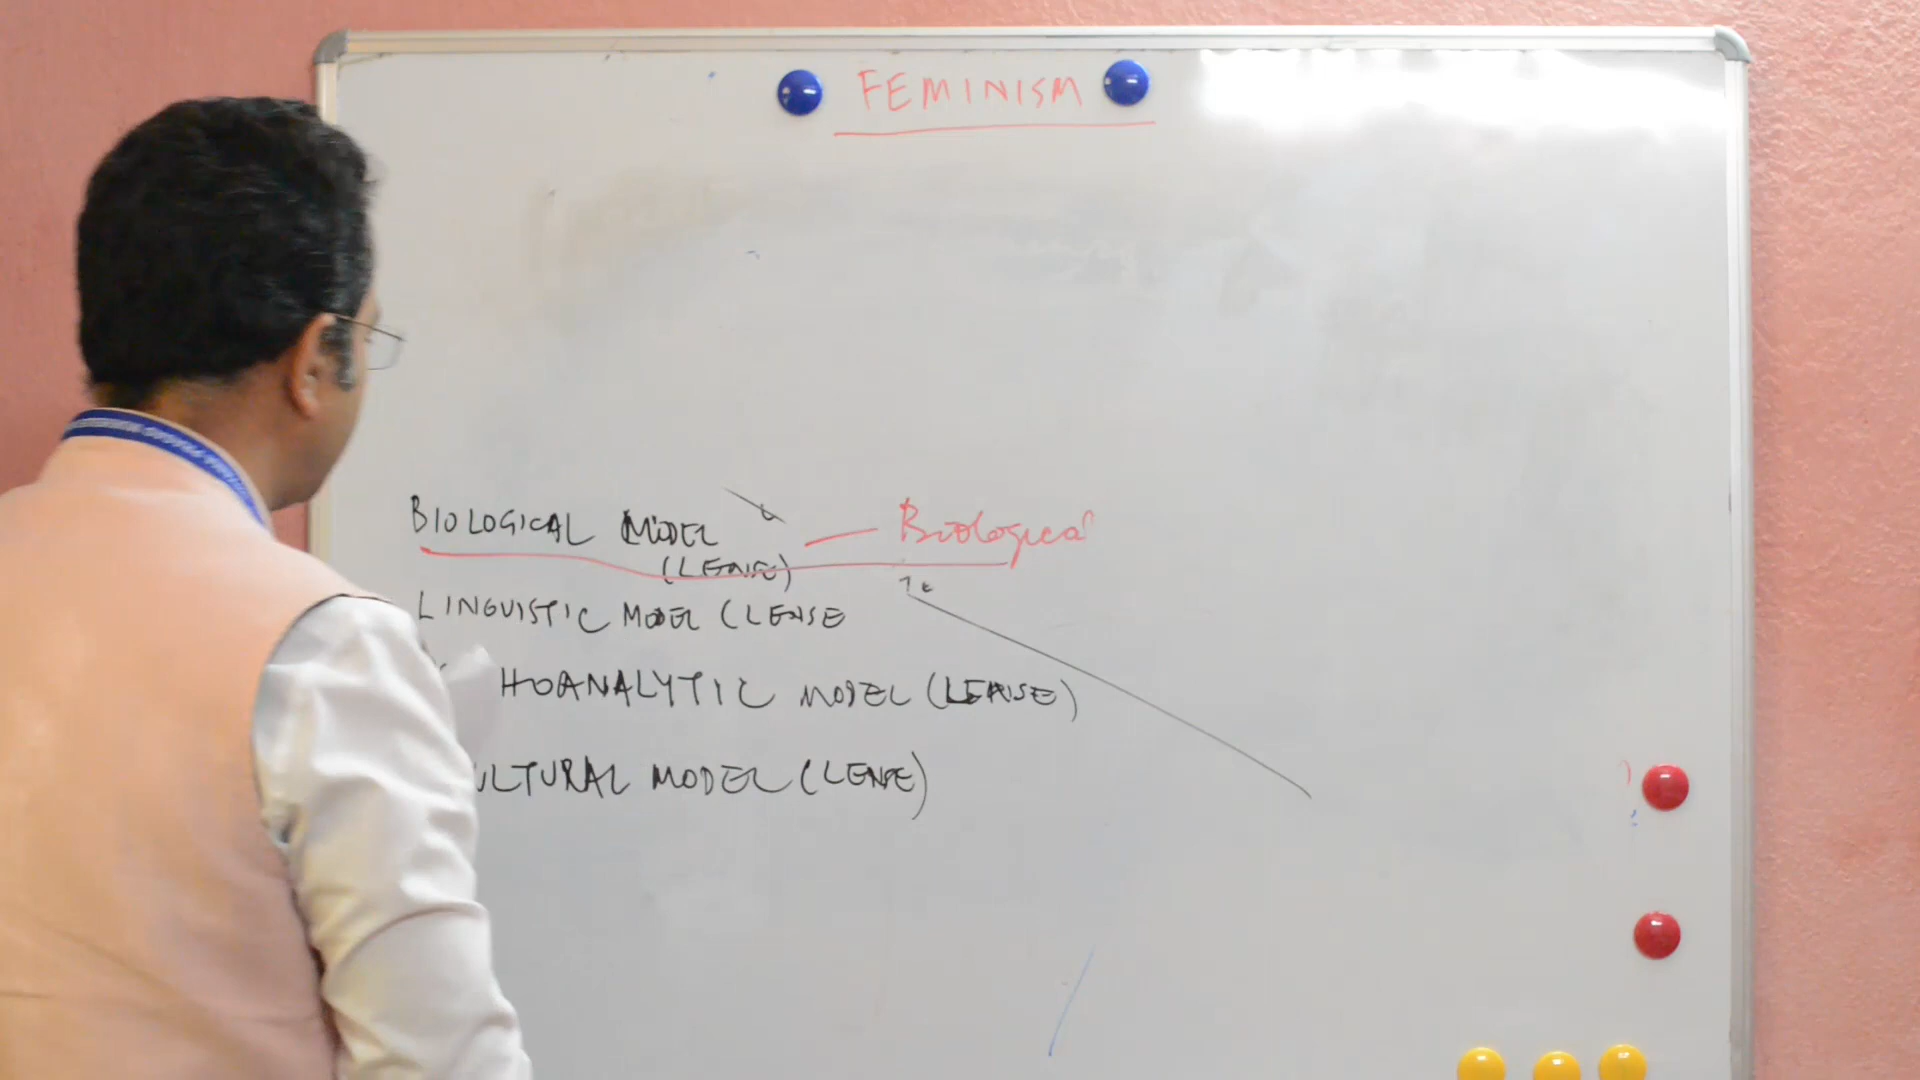 FEMINISM
BIOLOGICAL MODEL
(LENSE)
Biological
LINGUISTIC MODEL (LENSE
HOANALYTIC MODEL (LENSE)
ULTURAL MODEL (LENSE)